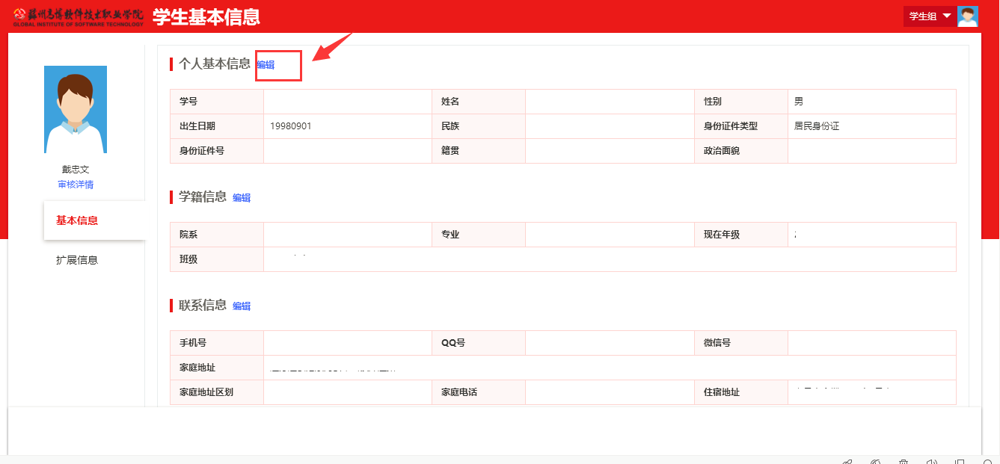 蘇州高博軟件技术职业学院
GLOBAL INSTITUTE OF SOFTWARE TECHNOLOGY
学生基本信息
学生组
戴忠文
审核详情
基本信息
扩展信息
个人基本信息 编辑
学号 姓名 性别 男
出生日期 19980901 民族 身份证件类型 居民身份证
身份证件号 籍贯 政治面貌
学籍信息 编辑
院系 专业 现在年级
班级
联系信息 编辑
手机号 QQ号 微信号
家庭地址
家庭地址区划 家庭电话 住宿地址